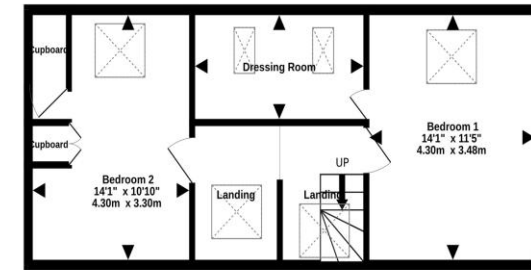 Cupboard
Dressing Room
Cupboard
Bedroom 2
14'1" x 10'10"
4.30m x 3.30m
Landing
Landing
UP
Bedroom 1
14'1" x 11'5"
4.30m x 3.48m